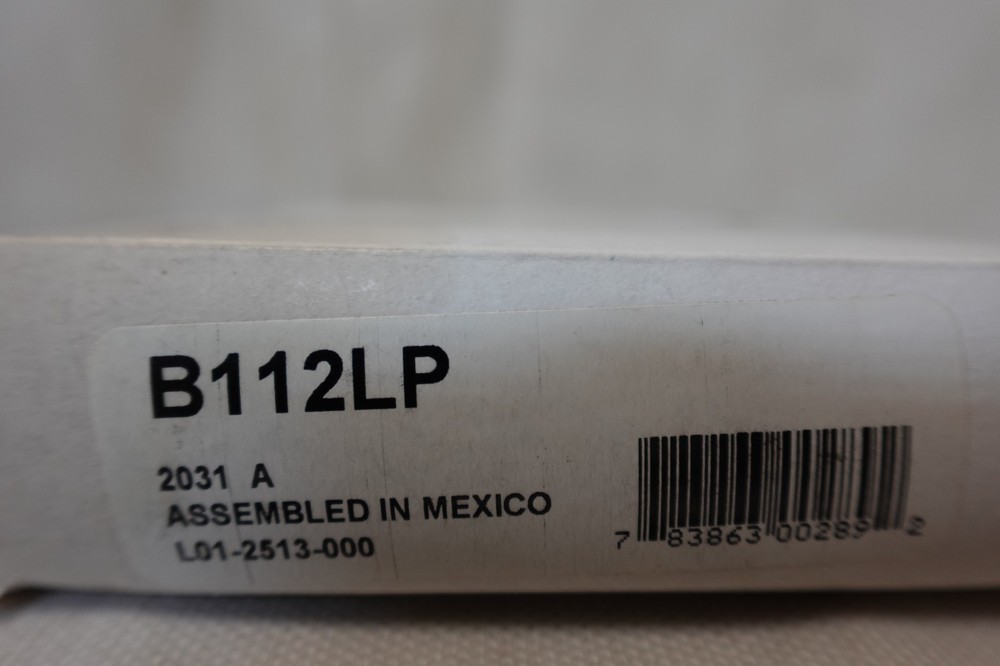 B112LP
2031 A
ASSEMBLED IN MEXICO
L01-2513-000
7 83863 00289 2